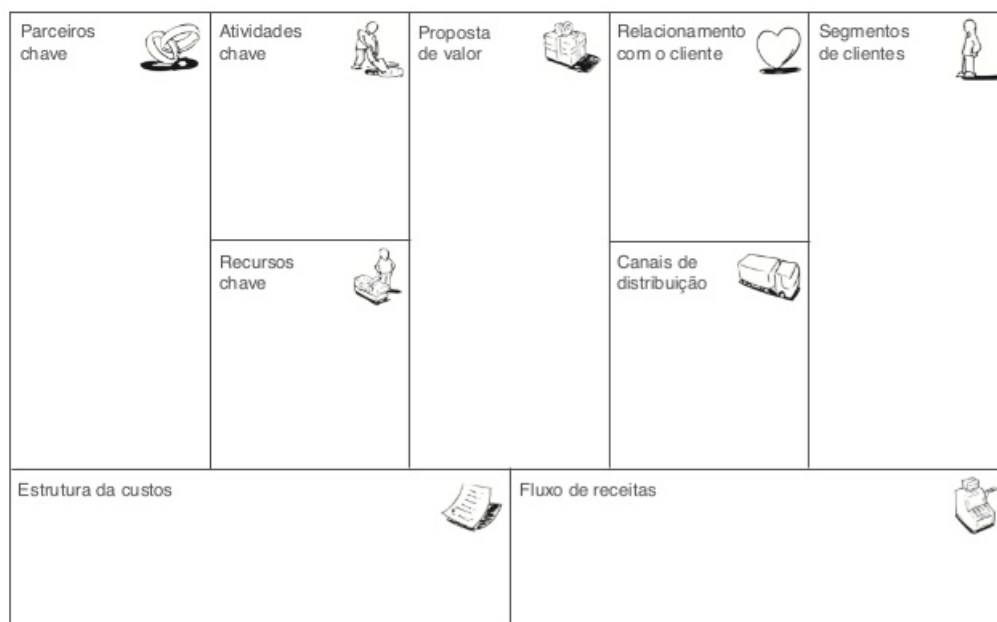 Parceiros
chave
Atividades
chave
Proposta
de valor
Relacionamento
com o cliente
Segmentos
de clientes
Recursos
chave
Canais de
distribuição
Estrutura da custos
Fluxo de receitas